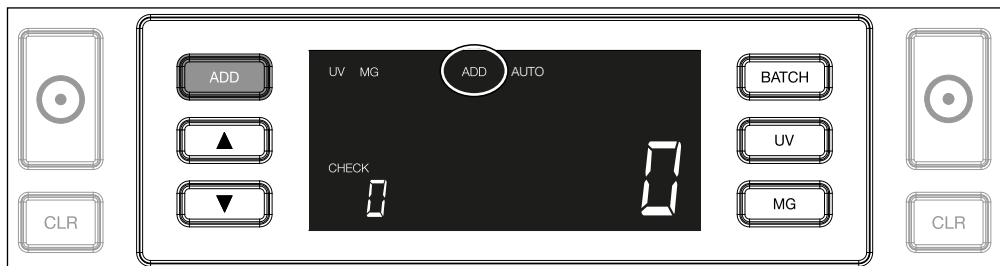 ADD
UV MG ADD AUTO
BATCH
UV
CHECK
0
0
MG
CLR
CLR